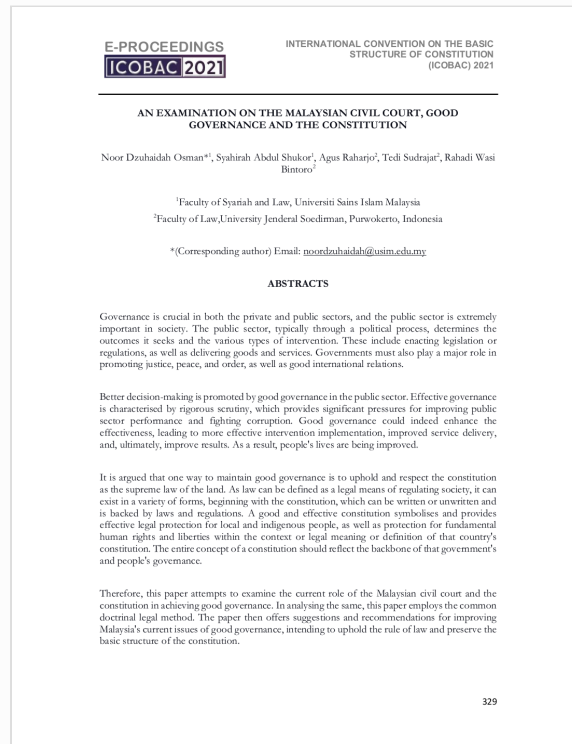 E-PROCEEDINGS
ICOBAC 2021
INTERNATIONAL CONVENTION ON THE BASIC
STRUCTURE OF CONSTITUTION
(ICOBAC) 2021
AN EXAMINATION ON THE MALAYSIAN CIVIL COURT, GOOD
GOVERNANCE AND THE CONSTITUTION
Noor Dzuhaidah Osman*1, Syahirah Abdul Shukor1, Agus Raharjo2, Tedi Sudrajat2, Rahadi Wasi
Bintoro2
1Faculty of Syariah and Law, Universiti Sains Islam Malaysia
2Faculty of Law,University Jenderal Soedirman, Purwokerto, Indonesia
*(Corresponding author) Email: noordzuhaidah@usim.edu.my
ABSTRACTS
Governance is crucial in both the private and public sectors, and the public sector is extremely
important in society. The public sector, typically through a political process, determines the
outcomes it seeks and the various types of intervention. These include enacting legislation or
regulations, as well as delivering goods and services. Governments must also play a major role in
promoting justice, peace, and order, as well as good international relations.
Better decision-making is promoted by good governance in the public sector. Effective governance
is characterised by rigorous scrutiny, which provides significant pressures for improving public
sector performance and fighting corruption. Good governance could indeed enhance the
effectiveness, leading to more effective intervention implementation, improved service delivery,
and, ultimately, improve results. As a result, people's lives are being improved.
It is argued that one way to maintain good governance is to uphold and respect the constitution
as the supreme law of the land. As law can be defined as a legal means of regulating society, it can
exist in a variety of forms, beginning with the constitution, which can be written or unwritten and
is backed by laws and regulations. A good and effective constitution symbolises and provides
effective legal protection for local and indigenous people, as well as protection for fundamental
human rights and liberties within the context or legal meaning or definition of that country's
constitution. The entire concept of a constitution should reflect the backbone of that government's
and people's governance.
Therefore, this paper attempts to examine the current role of the Malaysian civil court and the
constitution in achieving good governance. In analysing the same, this paper employs the common
doctrinal legal method. The paper then offers suggestions and recommendations for improving
Malaysia's current issues of good governance, intending to uphold the rule of law and preserve the
basic structure of the constitution.
329